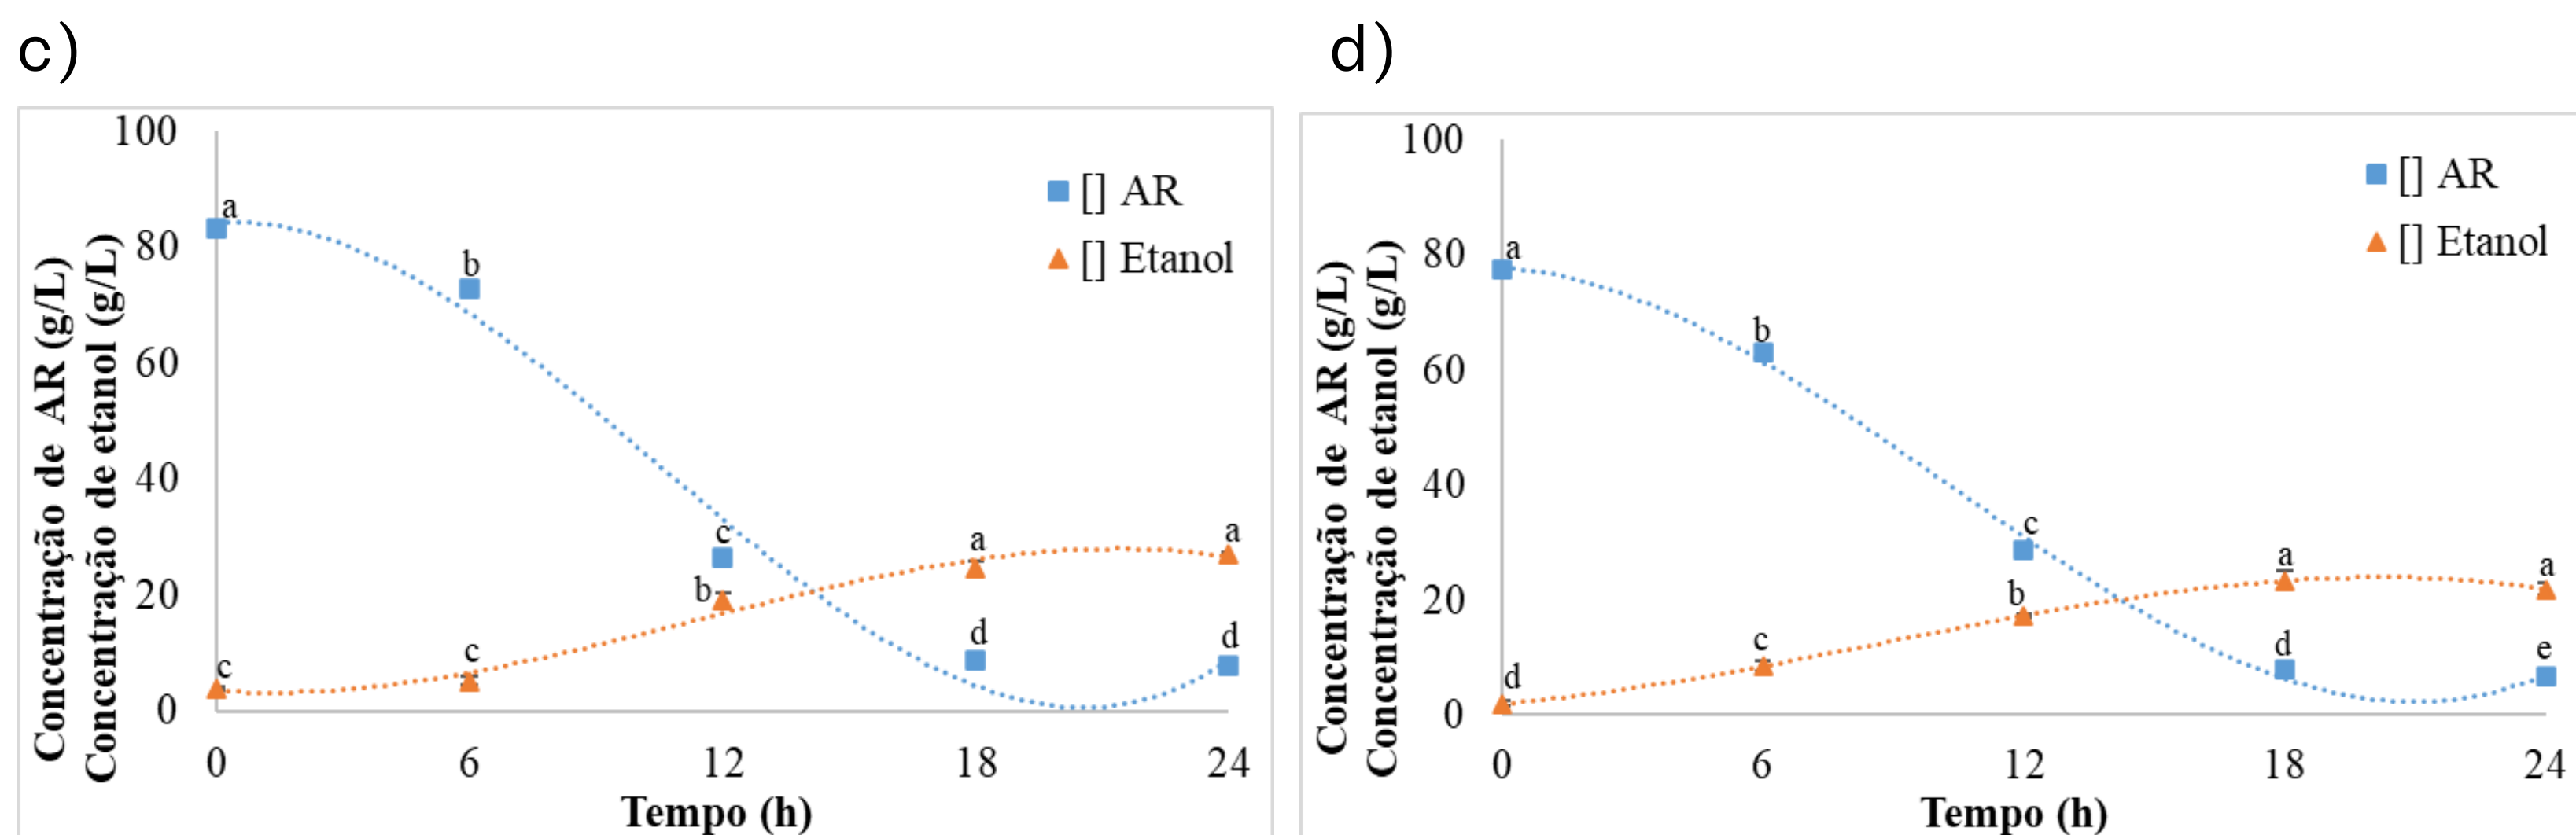 c)
100
80
60
40
20
0
0 6 12 18 24
Concentração de AR (g/L)
Concentração de etanol (g/L)
Tempo (h)
[] AR
[] Etanol
a
b
c
d
d
c
c
b
a
a
d)
100
80
60
40
20
0
0 6 12 18 24
Concentração de AR (g/L)
Concentração de etanol (g/L)
Tempo (h)
[] AR
[] Etanol
a
b
c
d
e
d
c
b
a
a